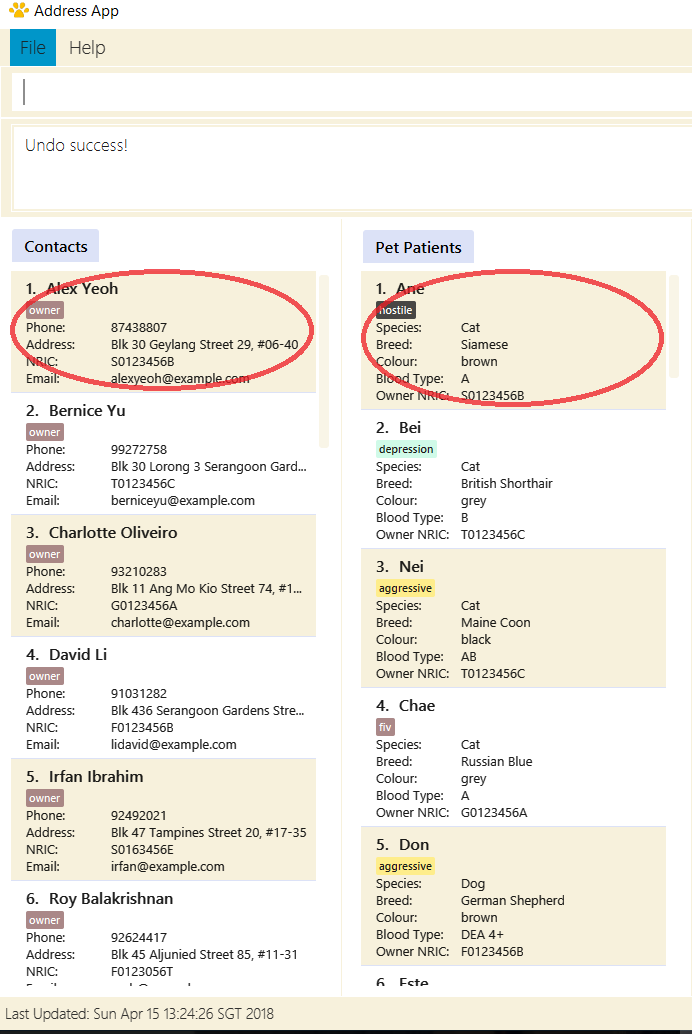 Address App
File Help
Undo success!
Contacts
1. Alex Yeoh
owner
Phone: 87438807
Address: Blk 30 Geylang Street 29, #06-40
NRIC: S0123456B
Email: alexyeoh@example.com
2. Bernice Yu
owner
Phone: 99272758
Address: Blk 30 Lorong 3 Serangoon Gard...
NRIC: T0123456C
Email: berniceyu@example.com
3. Charlotte Oliveiro
owner
Phone: 93210283
Address: Blk 11 Ang Mo Kio Street 74, #1...
NRIC: G0123456A
Email: charlotte@example.com
4. David Li
owner
Phone: 91031282
Address: Blk 436 Serangoon Gardens Stre...
NRIC: F0123456B
Email: lidavid@example.com
5. Irfan Ibrahim
owner
Phone: 92492021
Address: Blk 47 Tampines Street 20, #17-35
NRIC: S0163456E
Email: irfan@example.com
6. Roy Balakrishnan
owner
Phone: 92624417
Address: Blk 45 Aljunied Street 85, #11-31
NRIC: F0123056T
Pet Patients
1. Ane
hostile
Species: Cat
Breed: Siamese
Colour: brown
Blood Type: A
Owner NRIC: S0123456B
2. Bei
depression
Species: Cat
Breed: British Shorthair
Colour: grey
Blood Type: B
Owner NRIC: T0123456C
3. Nei
aggressive
Species: Cat
Breed: Maine Coon
Colour: black
Blood Type: AB
Owner NRIC: T0123456C
4. Chae
fiv
Species: Cat
Breed: Russian Blue
Colour: grey
Blood Type: A
Owner NRIC: G0123456A
5. Don
aggressive
Species: Dog
Breed: German Shepherd
Colour: brown
Blood Type: DEA 4+
Owner NRIC: F0123456B
6. Este
Last Updated: Sun Apr 15 13:24:26 SGT 2018